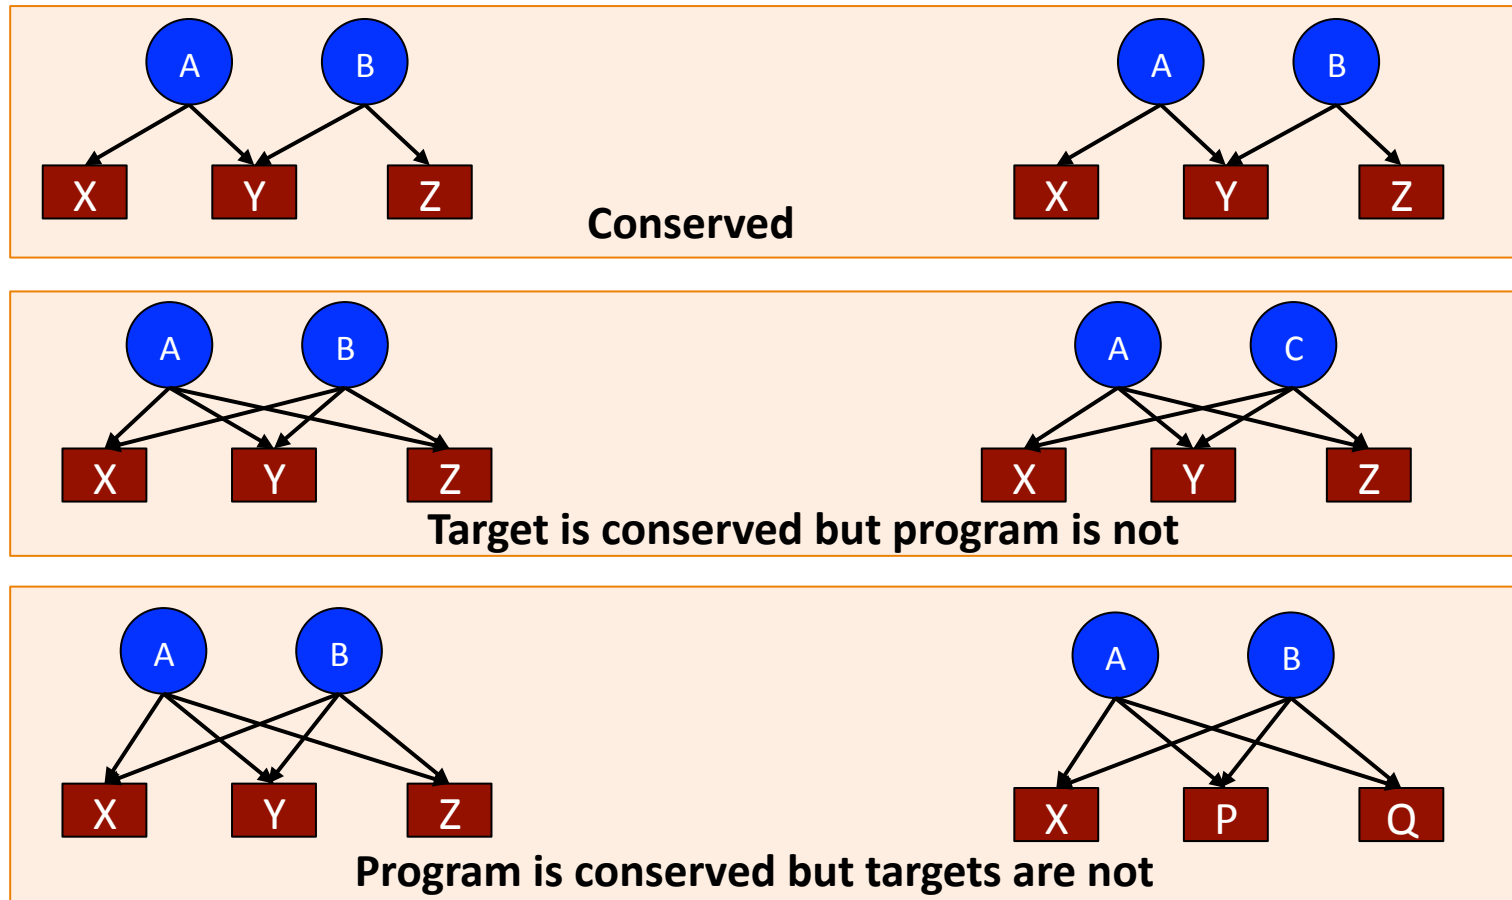 A B A B
X Y Z X Y Z
Conserved
A B A C
X Y Z X Y Z
Target is conserved but program is not
A B A B
X Y Z X P Q
Program is conserved but targets are not